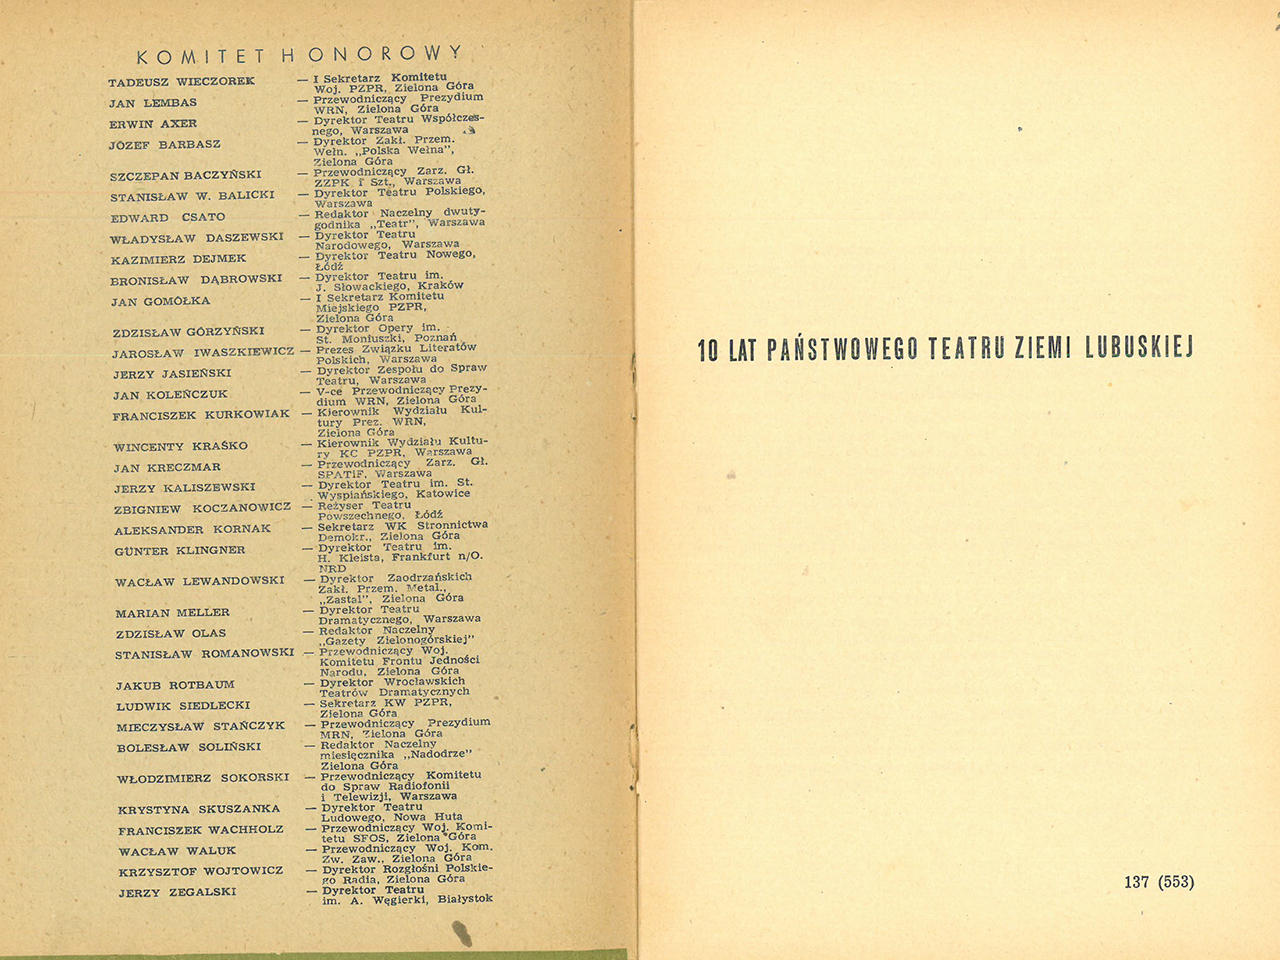 KOMITET HONOROWY
TADEUSZ WIECZOREK — I Sekretarz Komitetu
Woj. PZPR, Zielona Góra
JAN LEMBAS — Przewodniczący Prezydium
WRN, Zielona Góra
ERWIN AXER — Dyrektor Teatru Współczes-
nego, Warszawa
JÓZEF BARBASZ — Dyrektor Zakł. Przem.
Wełn. „Polska Wełna”,
Zielona Góra
SZCZEPAN BACZYŃSKI — Przewodniczący Zarz. Gł.
ZZPK i Szt., Warszawa
STANISŁAW W. BALICKI — Dyrektor Teatru Polskiego,
Warszawa
EDWARD CSATO — Redaktor Naczelny dwuty-
godnika „Teatr”, Warszawa
WŁADYSŁAW DASZEWSKI — Dyrektor Teatru
Narodowego, Warszawa
KAZIMIERZ DEJMEK — Dyrektor Teatru Nowego,
Łódź
BRONISŁAW DĄBROWSKI — Dyrektor Teatru im.
J. Słowackiego, Kraków
JAN GOMÓŁKA — I Sekretarz Komitetu
Miejskiego PZPR,
Zielona Góra
ZDZISŁAW GÓRZYŃSKI — Dyrektor Opery im.
St. Moniuszki, Poznań
JAROSŁAW IWASZKIEWICZ — Prezes Związku Literatów
Polskich, Warszawa
JERZY JASIEŃSKI — Dyrektor Zespołu do Spraw
Teatru, Warszawa
JAN KOLEŃCZUK — V-ce Przewodniczący Prezy-
dium WRN, Zielona Góra
FRANCISZEK KURKOWIAK — Kierownik Wydziału Kul-
tury Prez. WRN,
Zielona Góra
WINCENTY KRAŚKO — Kierownik Wydziału Kultu-
ry KC PZPR, Warszawa
JAN KRECZMAR — Przewodniczący Zarz. Gł.
SPATiF, Warszawa
JERZY KALISZEWSKI — Dyrektor Teatru im. St.
Wyspiańskiego, Katowice
ZBIGNIEW KOCZANOWICZ — Reżyser Teatru
Powszechnego, Łódź
ALEKSANDER KORNAK — Sekretarz WK Stronnictwa
Demokr., Zielona Góra
GÜNTER KLINGNER — Dyrektor Teatru im.
H. Kleista, Frankfurt n/O.
NRD
WACŁAW LEWANDOWSKI — Dyrektor Zaodrzańskich
Zakł. Przem. Metal.,
„Zastal”, Zielona Góra
MARIAN MELLER — Dyrektor Teatru
Dramatycznego, Warszawa
ZDZISŁAW OLAS — Redaktor Naczelny
„Gazety Zielonogórskiej”
STANISŁAW ROMANOWSKI — Przewodniczący Woj.
Komitetu Frontu Jedności
Narodu, Zielona Góra
JAKUB ROTBAUM — Dyrektor Wrocławskich
Teatrów Dramatycznych
LUDWIK SIEDLECKI — Sekretarz KW PZPR,
Zielona Góra
MIECZYSŁAW STAŃCZYK — Przewodniczący Prezydium
MRN, Zielona Góra
BOLESŁAW SOLIŃSKI — Redaktor Naczelny
miesięcznika „Nadodrze”
Zielona Góra
WŁODZIMIERZ SOKORSKI — Przewodniczący Komitetu
do Spraw Radiofonii
i Telewizji, Warszawa
KRYSTYNA SKUSZANKA — Dyrektor Teatru
Ludowego, Nowa Huta
FRANCISZEK WACHHOLZ — Przewodniczący Woj. Komi-
tetu SFOS, Zielona Góra
WACŁAW WALUK — Przewodniczący Woj. Kom.
Zw. Zaw., Zielona Góra
KRZYSZTOF WOJTOWICZ — Dyrektor Rozgłośni Polskie-
go Radia, Zielona Góra
JERZY ZEGALSKI — Dyrektor Teatru
im. A. Węgierki, Białystok
10 LAT PAŃSTWOWEGO TEATRU ZIEMI LUBUSKIEJ
137 (553)